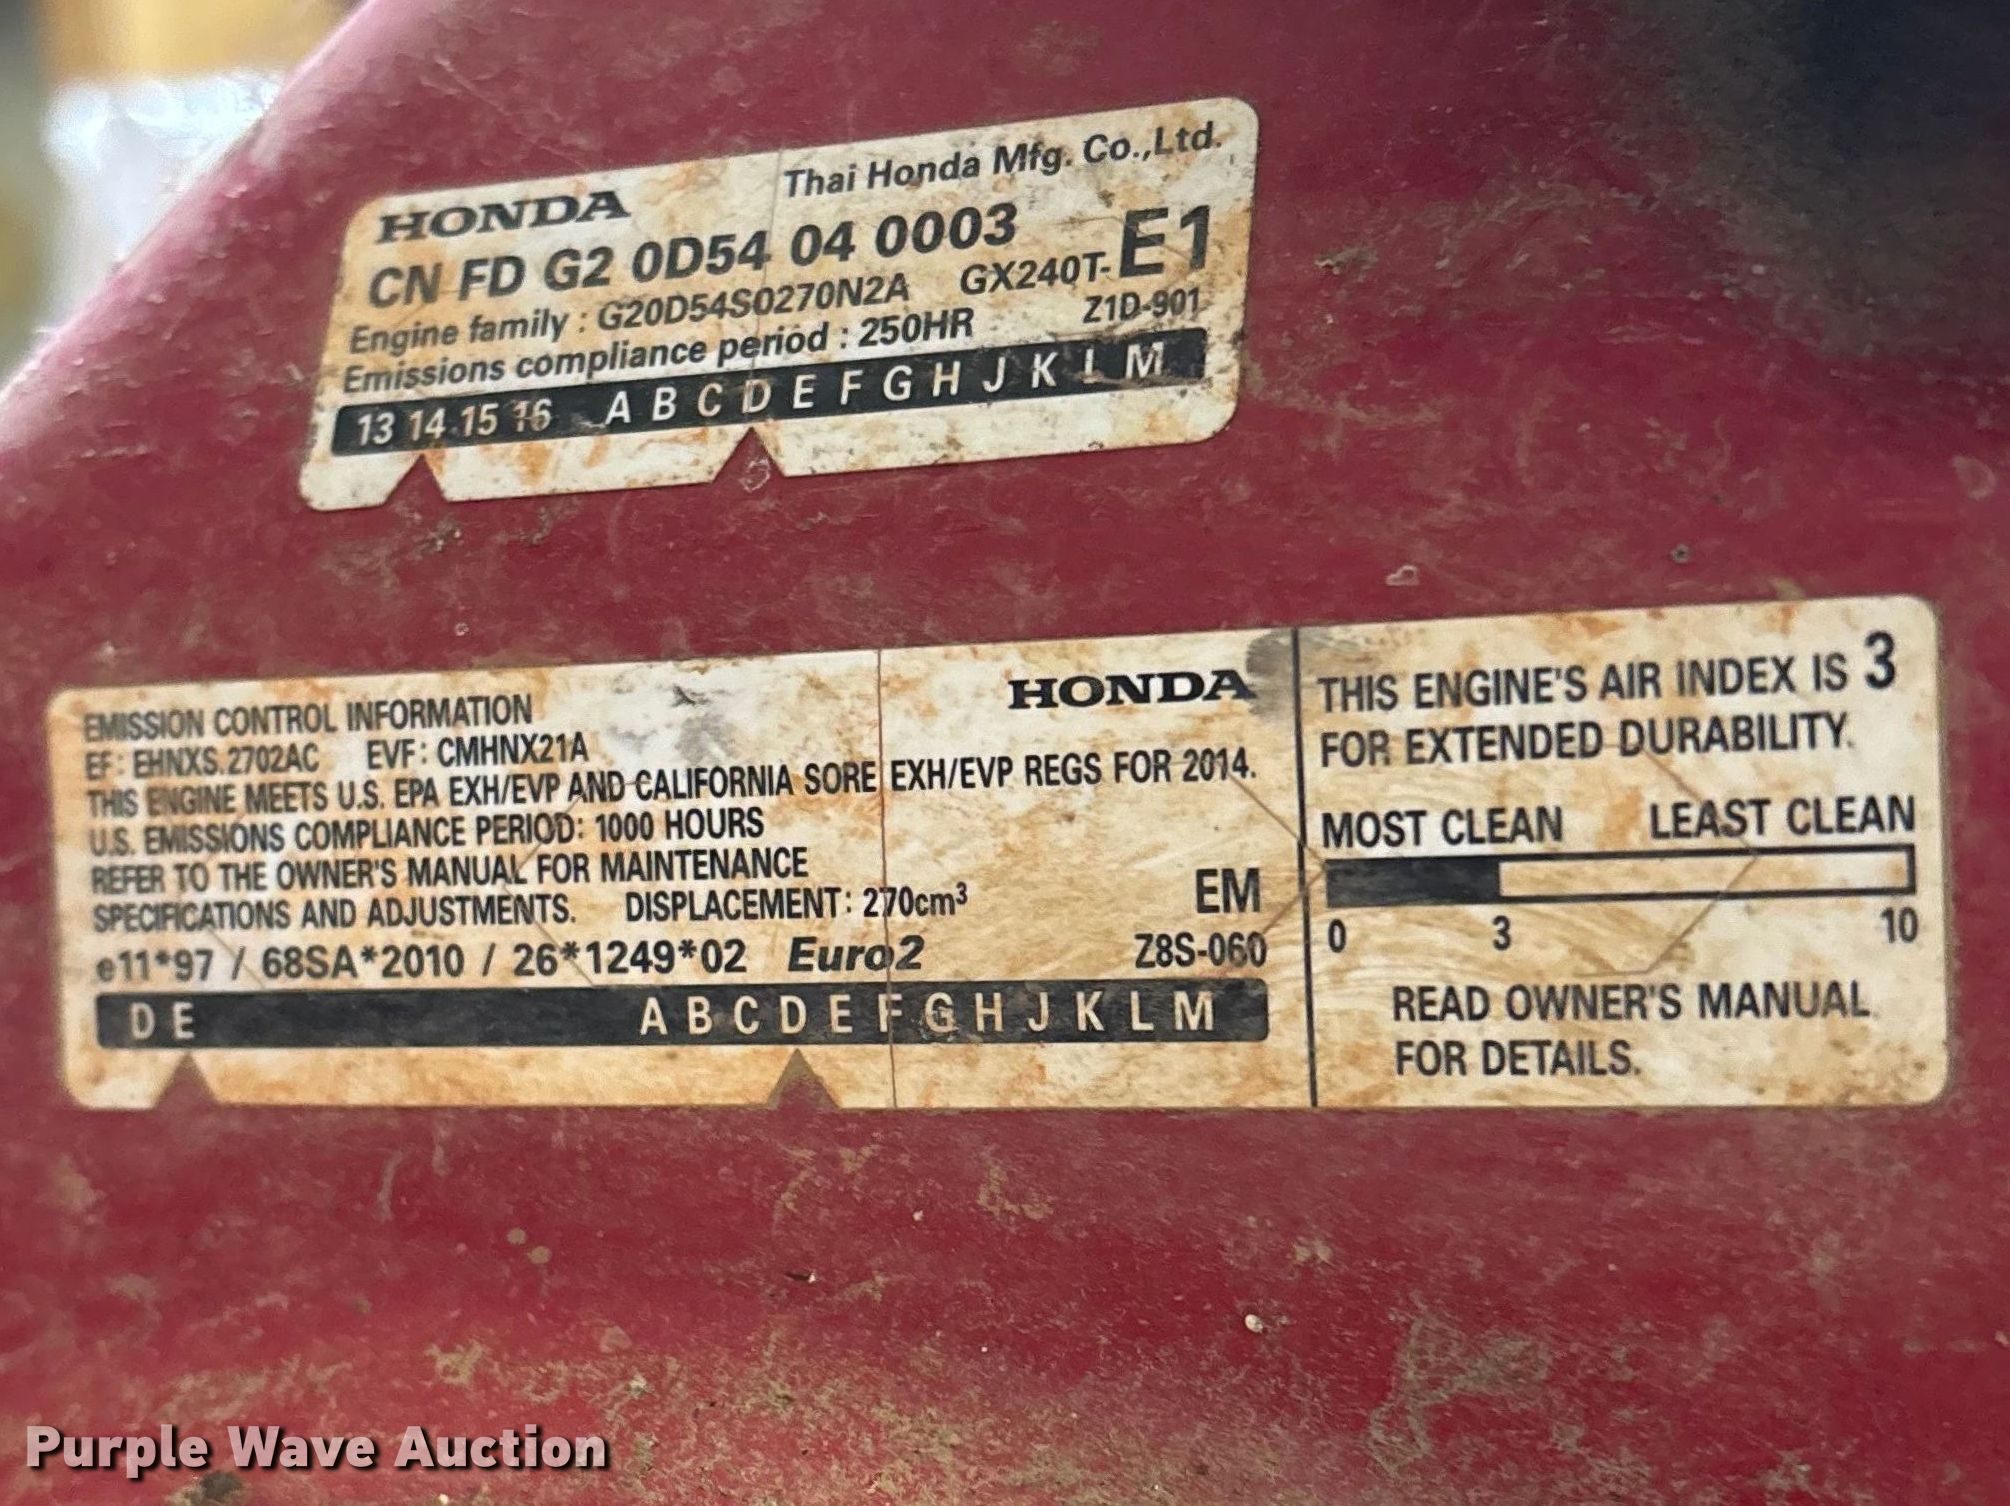 HONDA Thai Honda Mfg. Co.,Ltd.
CN FD G2 0D54 04 0003
Engine family : G20D54S0270N2A GX240T-E1
Emissions compliance period : 250HR Z1D-901
13 14 15 16 A B C D E F G H J K L M
EMISSION CONTROL INFORMATION
HONDA
EF: EHNXS.2702AC EVF: CMHNX21A
THIS ENGINE MEETS U.S. EPA EXH/EVP AND CALIFORNIA SORE EXH/EVP REGS FOR 2014.
U.S. EMISSIONS COMPLIANCE PERIOD: 1000 HOURS
REFER TO THE OWNER'S MANUAL FOR MAINTENANCE
SPECIFICATIONS AND ADJUSTMENTS. DISPLACEMENT: 270cm³ EM
e11*97 / 68SA*2010 / 26*1249*02 Euro2 Z8S-060
D E A B C D E F G H J K L M
THIS ENGINE'S AIR INDEX IS 3
FOR EXTENDED DURABILITY.
MOST CLEAN LEAST CLEAN
0 3 10
READ OWNER'S MANUAL
FOR DETAILS.
Purple Wave Auction